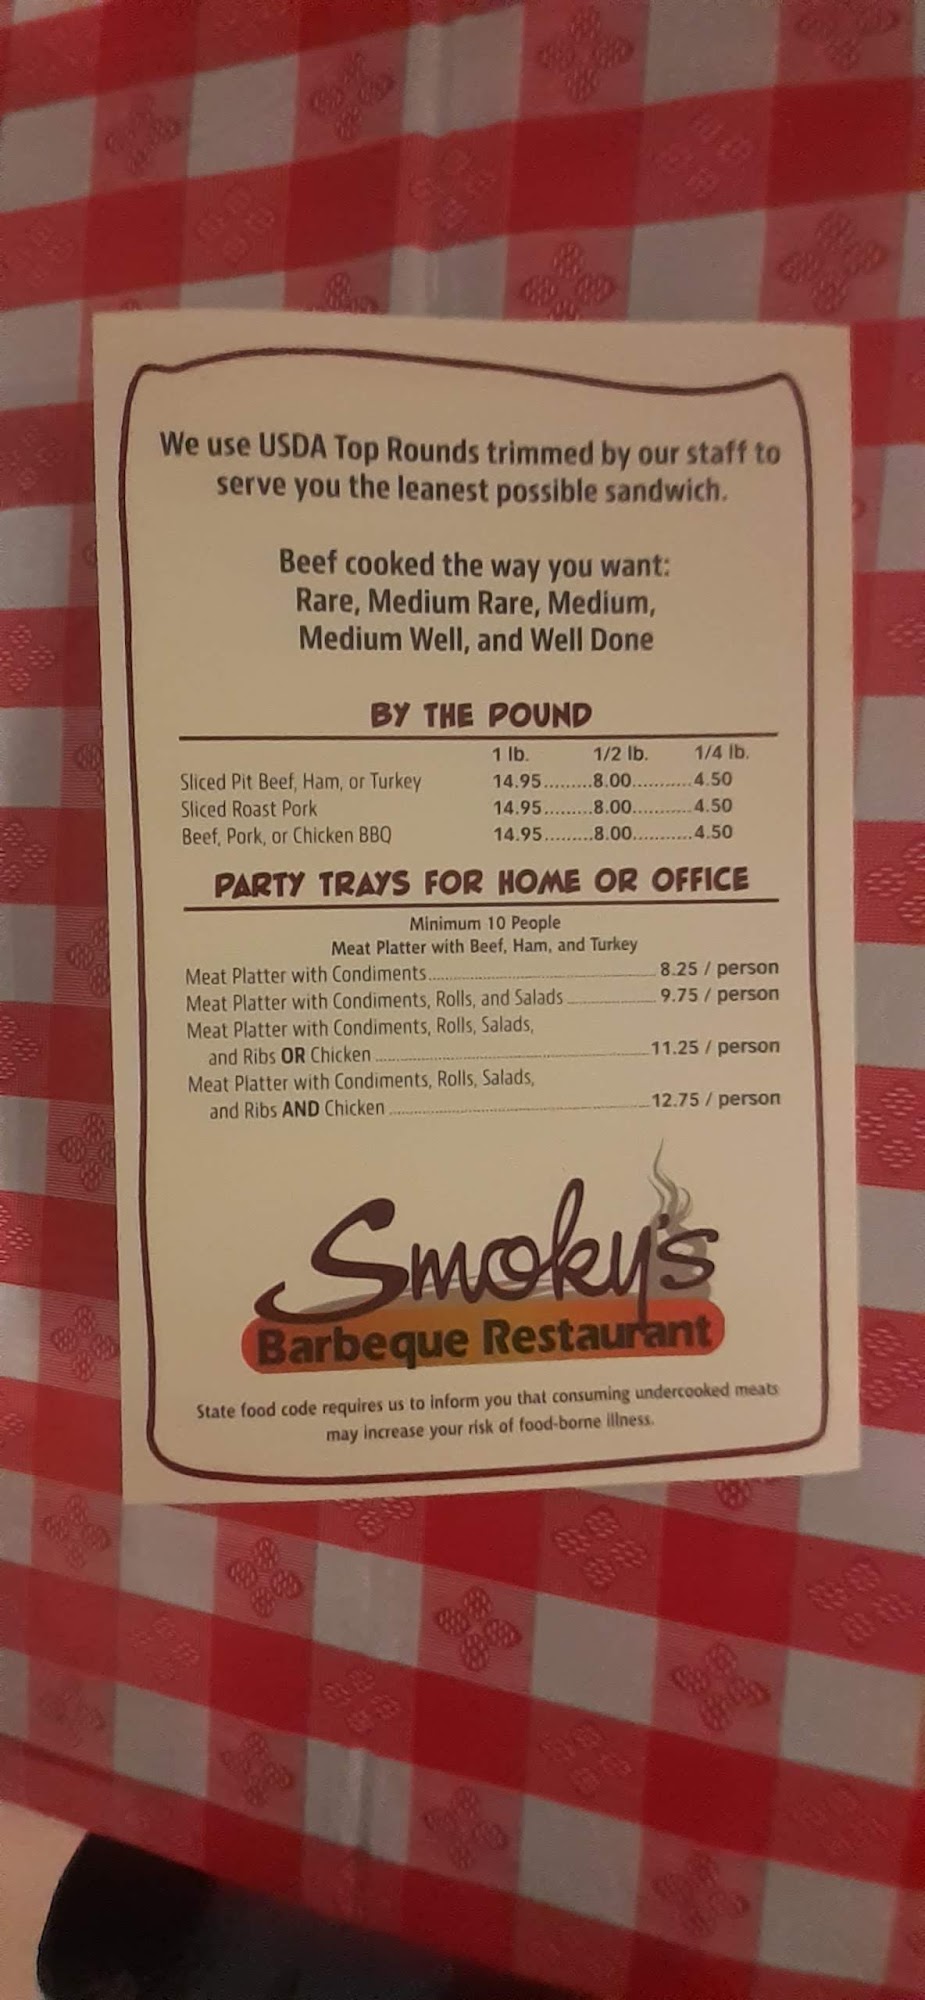 We use USDA Top Rounds trimmed by our staff to
serve you the leanest possible sandwich.
Beef cooked the way you want:
Rare, Medium Rare, Medium,
Medium Well, and Well Done
BY THE POUND
1 lb. 1/2 lb. 1/4 lb.
Sliced Pit Beef, Ham, or Turkey 14.95.........8.00...........4.50
Sliced Roast Pork 14.95.........8.00...........4.50
Beef, Pork, or Chicken BBQ 14.95.........8.00...........4.50
PARTY TRAYS FOR HOME OR OFFICE
Minimum 10 People
Meat Platter with Beef, Ham, and Turkey
Meat Platter with Condiments 8.25 / person
Meat Platter with Condiments, Rolls, and Salads 9.75 / person
Meat Platter with Condiments, Rolls, Salads,
and Ribs OR Chicken 11.25 / person
Meat Platter with Condiments, Rolls, Salads,
and Ribs AND Chicken 12.75 / person
Smoky's
Barbeque Restaurant
State food code requires us to inform you that consuming undercooked meats
may increase your risk of food-borne illness.